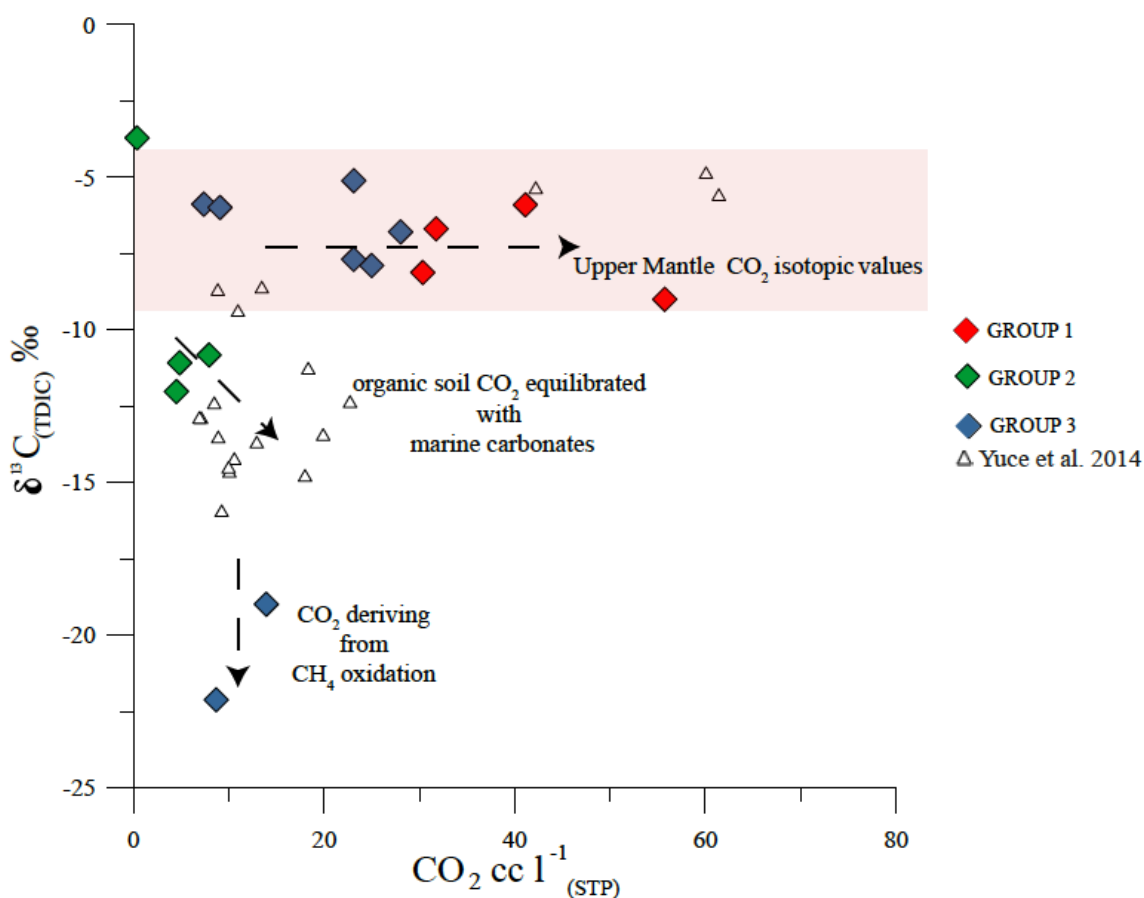 0
-5
-10
-15
-20
-25
δ¹³C(TDIC) ‰
0
20
40
60
80
CO₂ cc l⁻¹ (STP)
Upper Mantle CO₂ isotopic values
organic soil CO₂ equilibrated
with
marine carbonates
CO₂ deriving
from
CH₄ oxidation
GROUP 1
GROUP 2
GROUP 3
Yuce et al. 2014